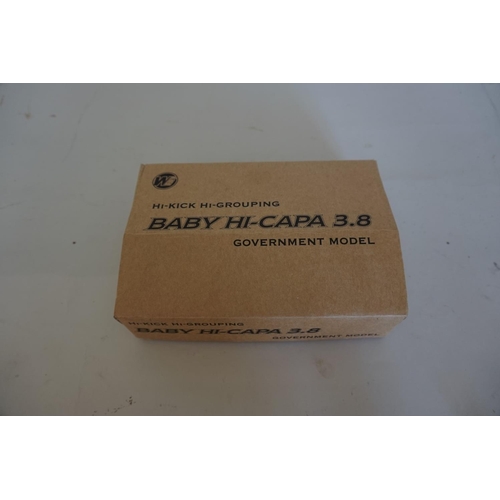 W
HI-KICK HI-GROUPING
BABY HI-CAPA 3.8
GOVERNMENT MODEL
HI-KICK HI-GROUPING
BABY HI-CAPA 3.8
GOVERNMENT MODEL